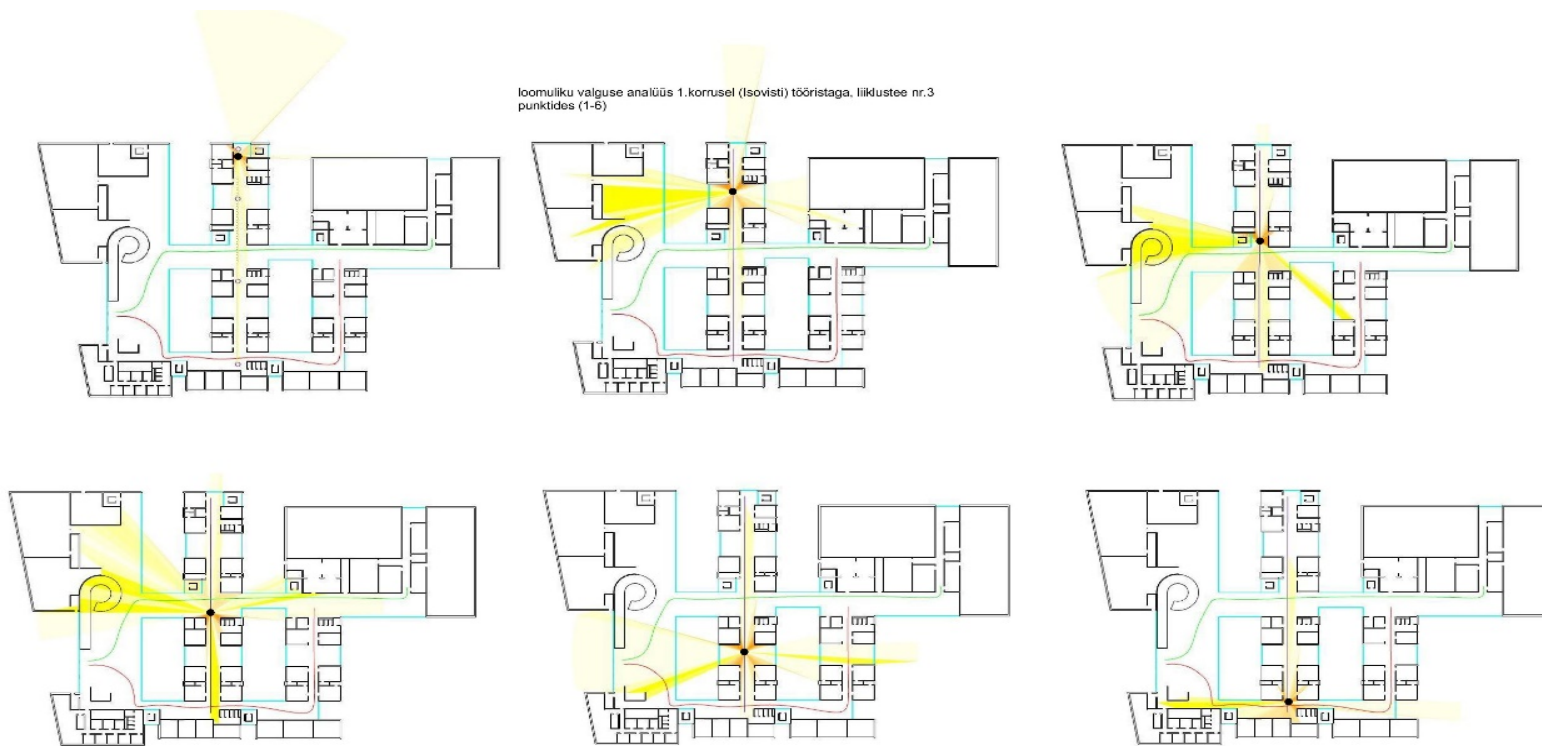 loomuliku valguse analüüs 1.korrusel (Isovisti) tööristaga, liiklustee nr.3
punktides (1-6)